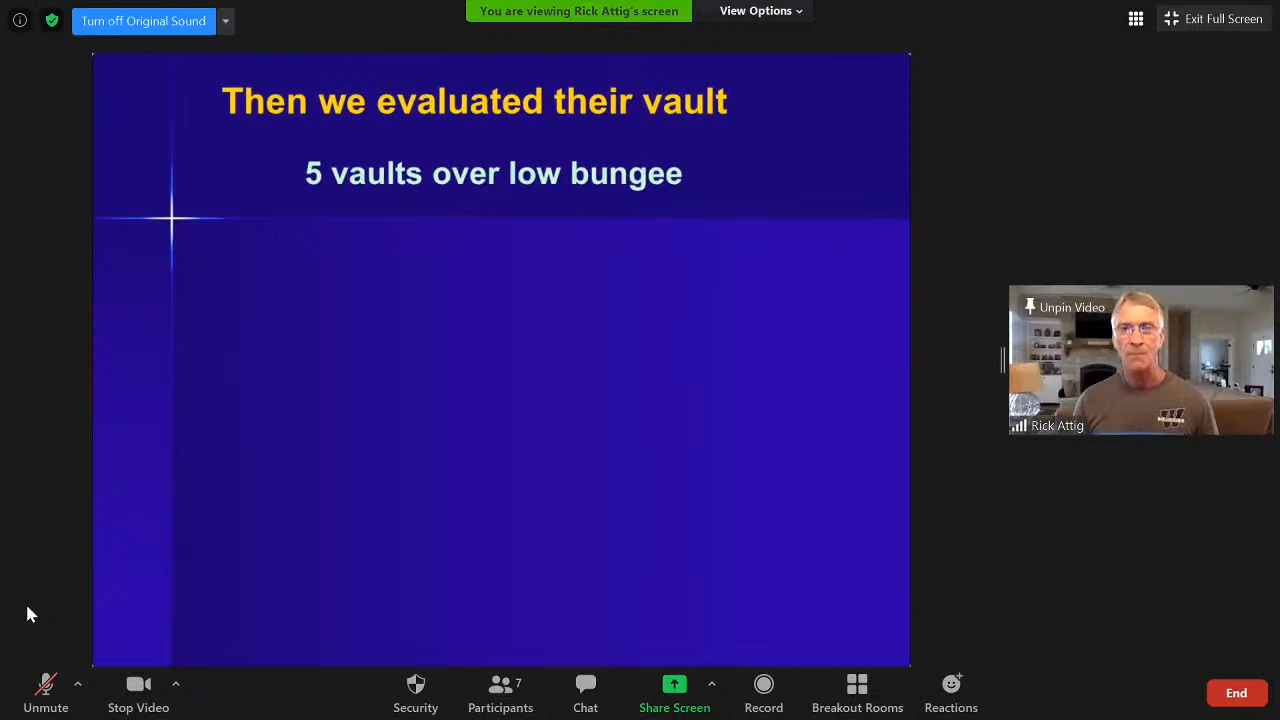 Turn off Original Sound
You are viewing Rick Attig's screen
View Options
Exit Full Screen
Then we evaluated their vault
5 vaults over low bungee
Unpin Video
W
Rick Attig
Unmute
Stop Video
Security
Participants
7
Chat
Share Screen
Record
Breakout Rooms
Reactions
End